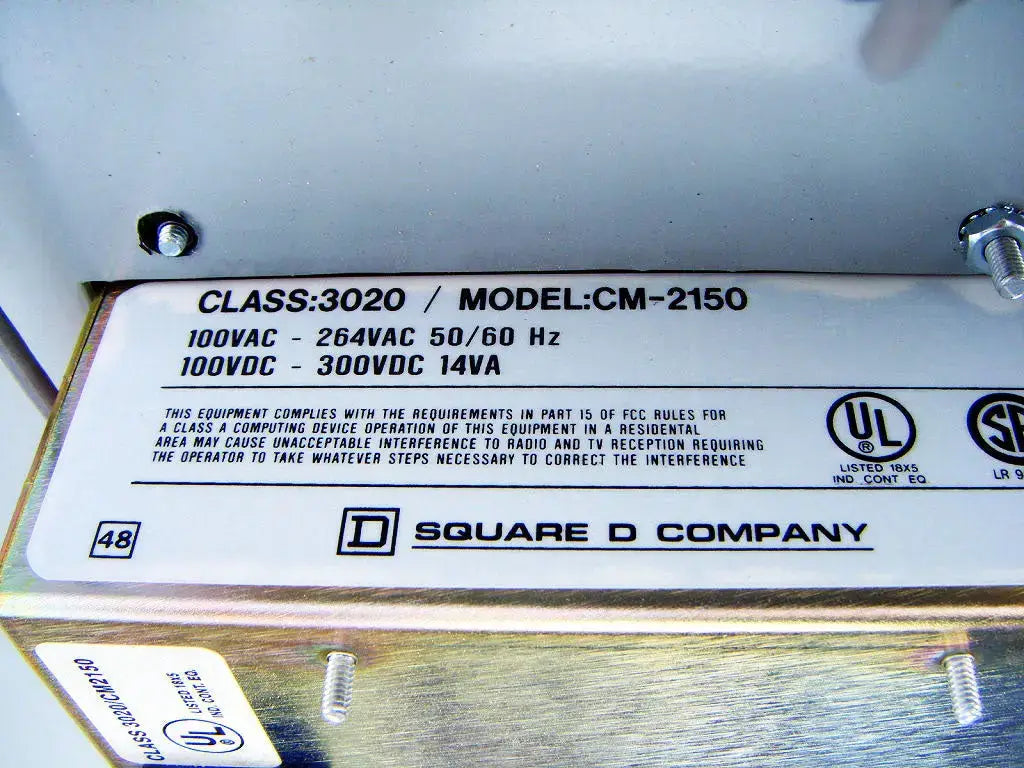 CLASS:3020 / MODEL:CM-2150
100VAC - 264VAC 50/60 Hz
100VDC - 300VDC 14VA
THIS EQUIPMENT COMPLIES WITH THE REQUIREMENTS IN PART 15 OF FCC RULES FOR
A CLASS A COMPUTING DEVICE OPERATION OF THIS EQUIPMENT IN A RESIDENTAL
AREA MAY CAUSE UNACCEPTABLE INTERFERENCE TO RADIO AND TV RECEPTION REQUIRING
THE OPERATOR TO TAKE WHATEVER STEPS NECESSARY TO CORRECT THE INTERFERENCE
UL
®
LISTED 18X5
IND. CONT EQ.
LR 9
48
D SQUARE D COMPANY
CLASS 3020/CM2150
UL
®
LISTED
IND. CONT. EQ.